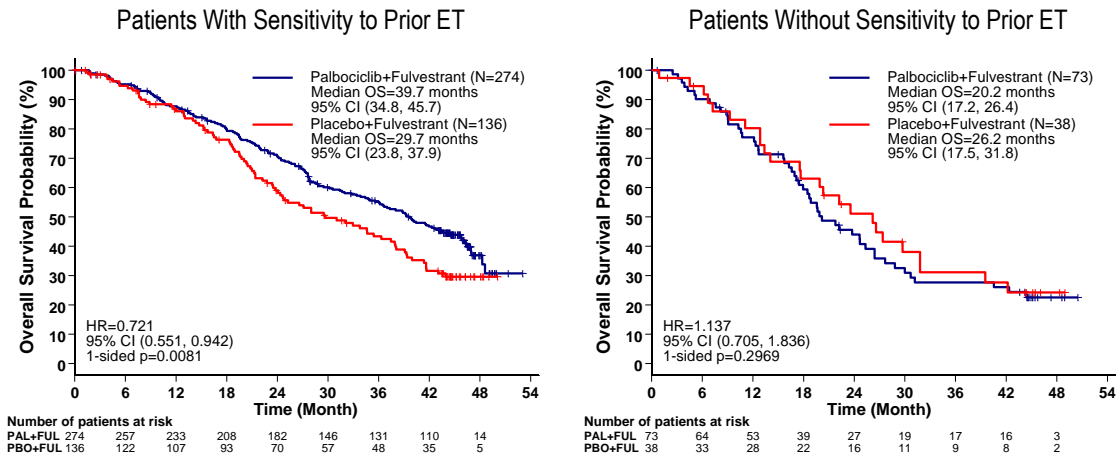 Patients With Sensitivity to Prior ET
Overall Survival Probability (%)
100
90
80
70
60
50
40
30
20
10
0
Palbociclib+Fulvestrant (N=274)
Median OS=39.7 months
95% CI (34.8, 45.7)
Placebo+Fulvestrant (N=136)
Median OS=29.7 months
95% CI (23.8, 37.9)
HR=0.721
95% CI (0.551, 0.942)
1-sided p=0.0081
0 6 12 18 24 30 36 42 48 54
Time (Month)
Number of patients at risk
PAL+FUL 274 257 233 208 182 146 131 110 14
PBO+FUL 136 122 107 93 70 57 48 35 5
Patients Without Sensitivity to Prior ET
Overall Survival Probability (%)
100
90
80
70
60
50
40
30
20
10
0
Palbociclib+Fulvestrant (N=73)
Median OS=20.2 months
95% CI (17.2, 26.4)
Placebo+Fulvestrant (N=38)
Median OS=26.2 months
95% CI (17.5, 31.8)
HR=1.137
95% CI (0.705, 1.836)
1-sided p=0.2969
0 6 12 18 24 30 36 42 48 54
Time (Month)
Number of patients at risk
PAL+FUL 73 64 53 39 27 19 17 16 3
PBO+FUL 38 33 28 22 16 11 9 8 2